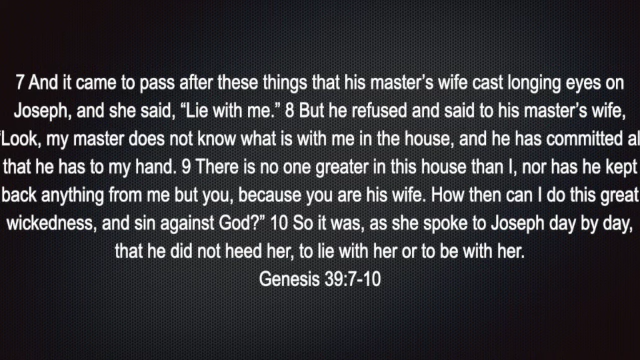 7 And it came to pass after these things that his master’s wife cast longing eyes on
Joseph, and she said, “Lie with me.” 8 But he refused and said to his master’s wife,
“Look, my master does not know what is with me in the house, and he has committed al
that he has to my hand. 9 There is no one greater in this house than I, nor has he kept
back anything from me but you, because you are his wife. How then can I do this great
wickedness, and sin against God?” 10 So it was, as she spoke to Joseph day by day,
that he did not heed her, to lie with her or to be with her.
Genesis 39:7-10